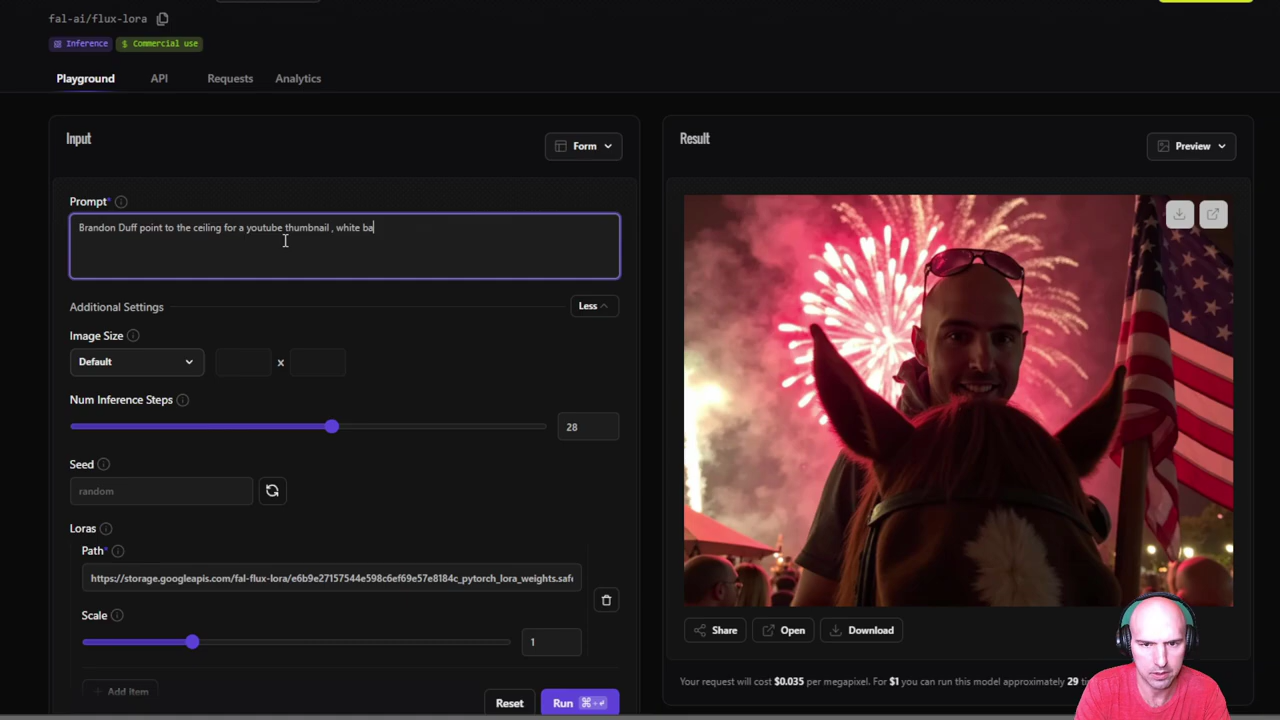 fal-ai/flux-lora
Inference
$ Commercial use
Playground API Requests Analytics
Input
Form
Result
Preview
Prompt*
Brandon Duff point to the ceiling for a youtube thumbnail , white ba
Additional Settings
Less
Image Size
Default
x
Num Inference Steps
28
Seed
random
Loras
Path*
https://storage.googleapis.com/fal-flux-lora/e6b9e27157544e598c6ef69e57e8184c_pytorch_lora_weights.safe
Scale
1
Add item
Reset
Run
Share Open Download
Your request will cost $0.035 per megapixel. For $1 you can run this model approximately 29